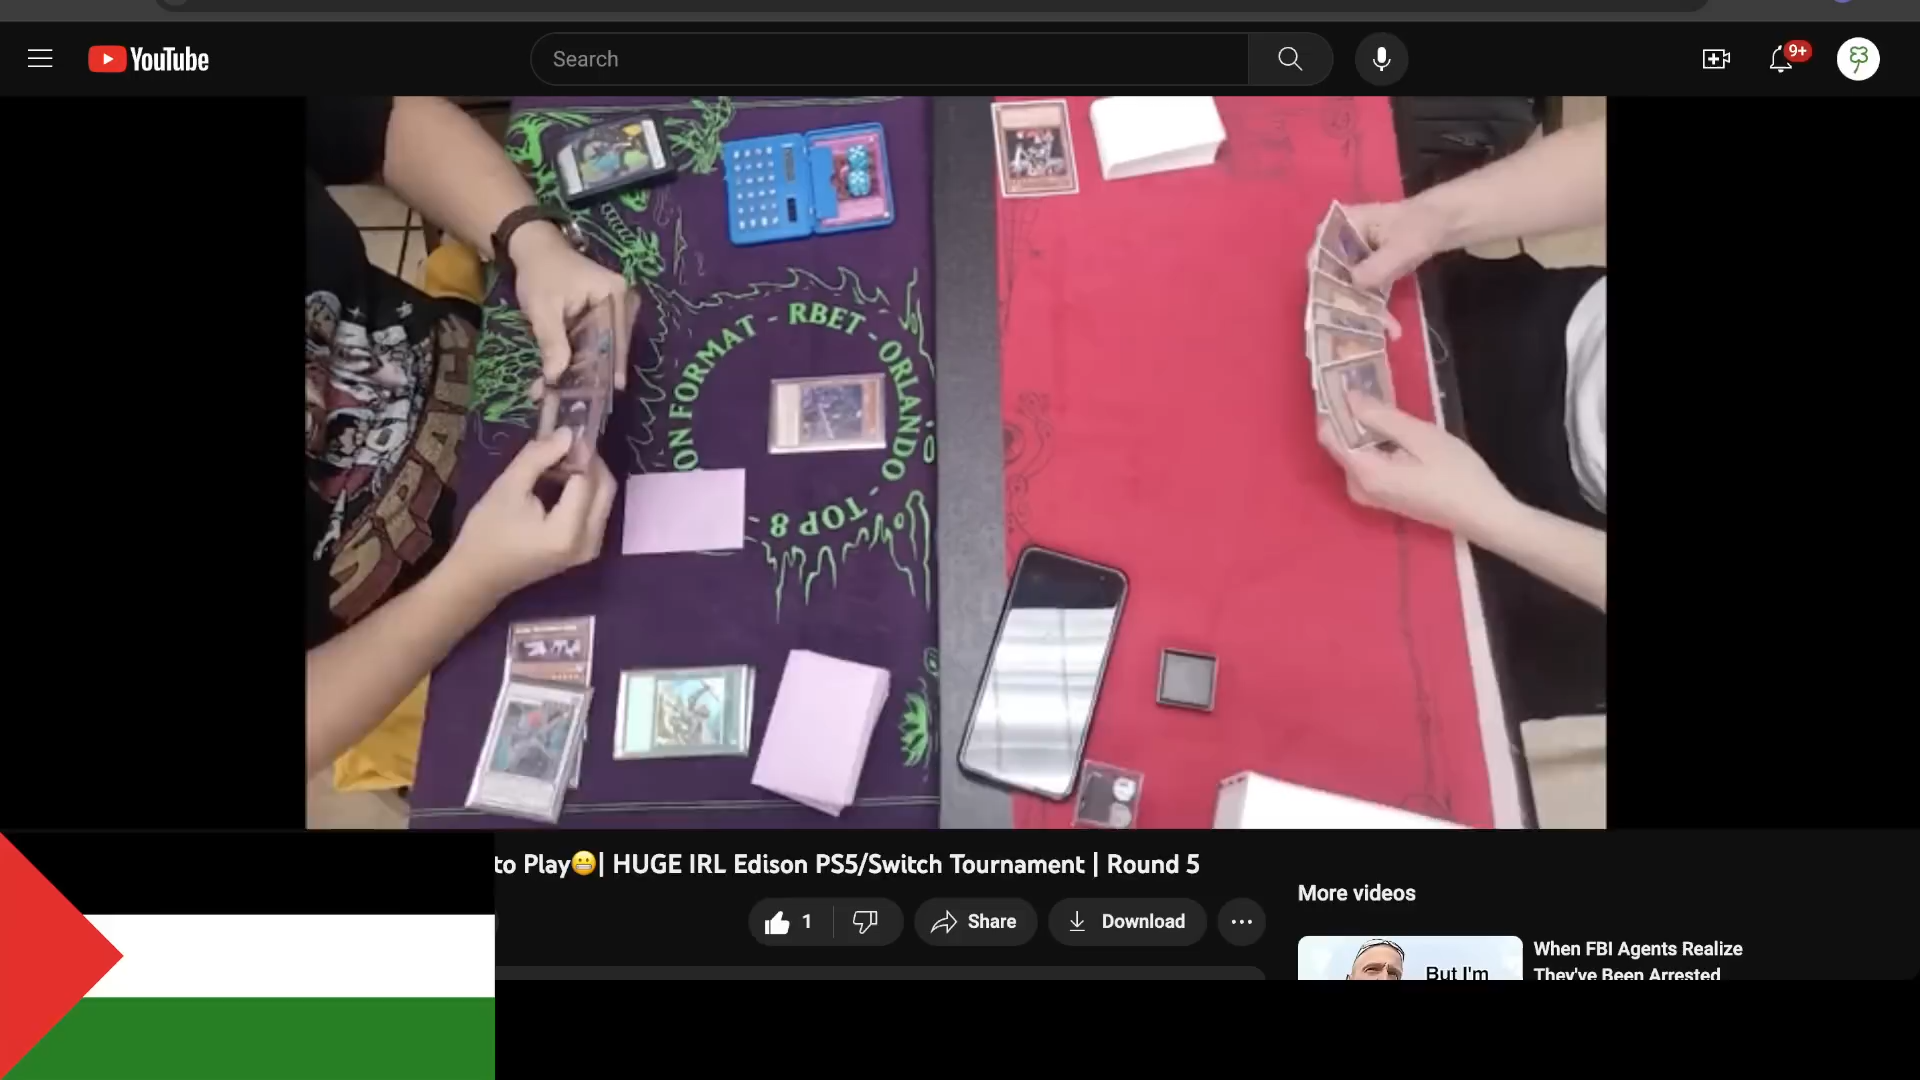 YouTube
Search
9+
ON FORMAT - RBET - ORLANDO - TOP 8 -
to Play😬| HUGE IRL Edison PS5/Switch Tournament | Round 5
1
Share
Download
More videos
But I'm
When FBI Agents Realize
They've Been Arrested